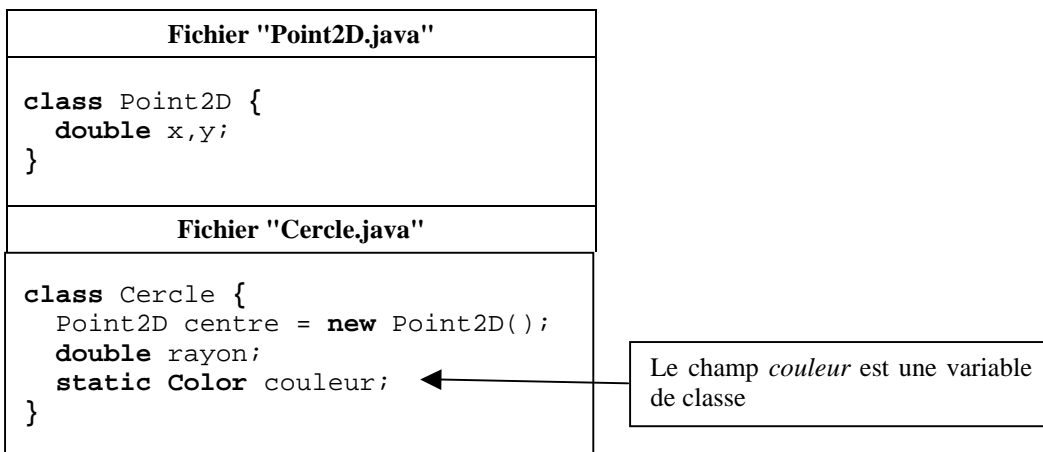 Fichier "Point2D.java"
class Point2D {
double x,y;
}
Fichier "Cercle.java"
class Cercle {
Point2D centre = new Point2D();
double rayon;
static Color couleur;
}
Le champ couleur est une variable
de classe